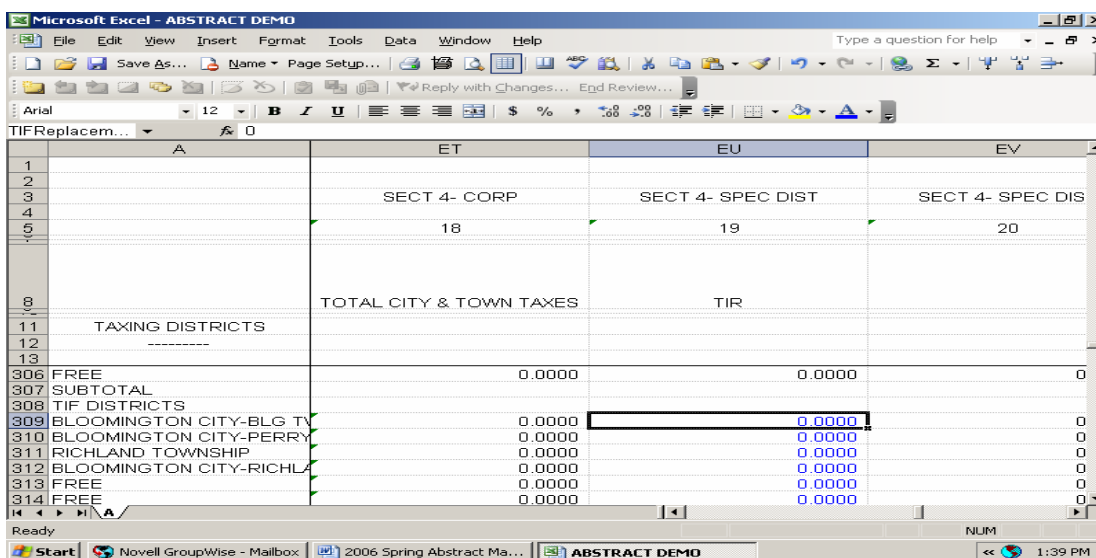 Microsoft Excel - ABSTRACT DEMO
File Edit View Insert Format Tools Data Window Help Type a question for help
Save As... Name Page Setup...
Reply with Changes... End Review...
Arial 12 B I U $ % ,
TIFReplacem... fx 0
A ET EU EV
1
2
3 SECT 4- CORP SECT 4- SPEC DIST SECT 4- SPEC DIS
4
5 18 19 20
8 TOTAL CITY & TOWN TAXES TIR
11 TAXING DISTRICTS
12 ---------
13
306 FREE 0.0000 0.0000 0
307 SUBTOTAL
308 TIF DISTRICTS
309 BLOOMINGTON CITY-BLG TW 0.0000 0.0000 0
310 BLOOMINGTON CITY-PERRY 0.0000 0.0000 0
311 RICHLAND TOWNSHIP 0.0000 0.0000 0
312 BLOOMINGTON CITY-RICHLA 0.0000 0.0000 0
313 FREE 0.0000 0.0000 0
314 FREE 0.0000 0.0000 0
A
Ready NUM
Start Novell GroupWise - Mailbox 2006 Spring Abstract Ma... ABSTRACT DEMO 1:39 PM